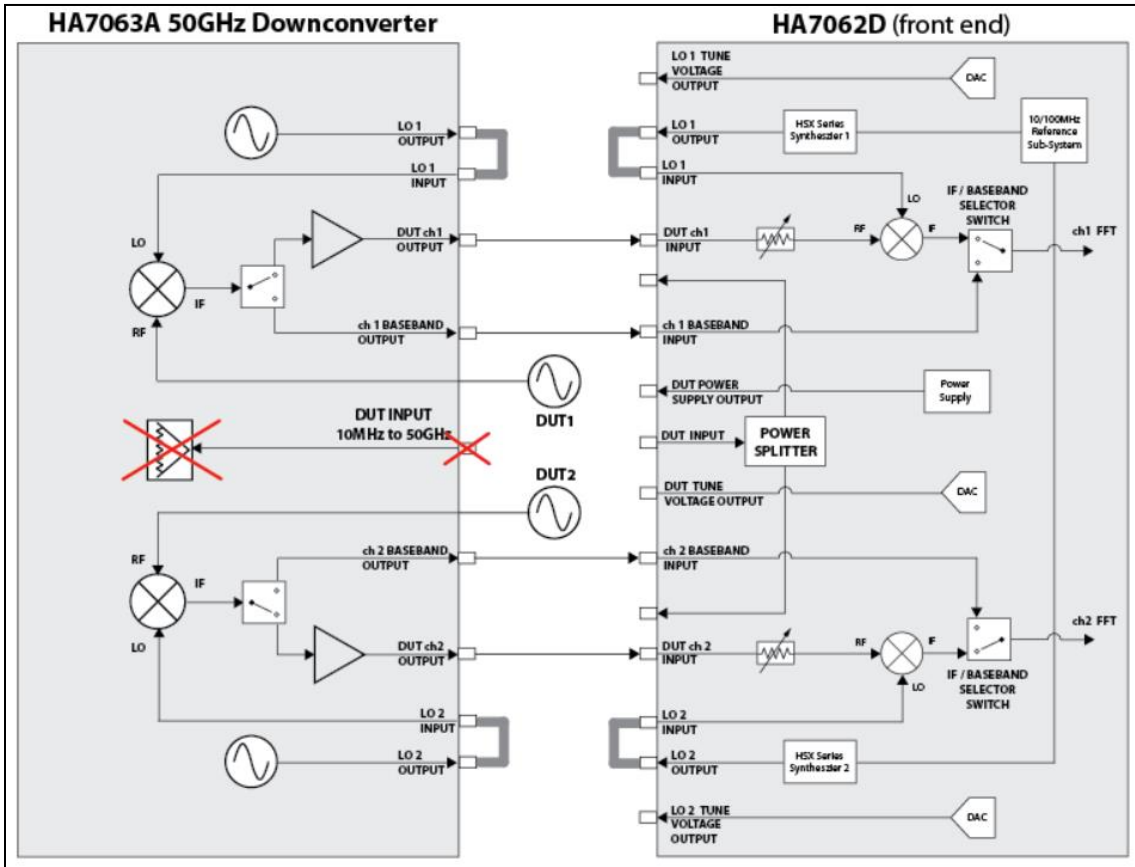 HA7063A 50GHz Downconverter
LO 1
OUTPUT
LO 1
INPUT
LO
IF
RF
DUT ch1
OUTPUT
ch 1 BASEBAND
OUTPUT
DUT1
DUT INPUT
10MHz to 50GHz
DUT2
RF
IF
LO
ch 2 BASEBAND
OUTPUT
DUT ch2
OUTPUT
LO 2
INPUT
LO 2
OUTPUT
HA7062D (front end)
LO 1 TUNE
VOLTAGE
OUTPUT
DAC
LO 1
OUTPUT
HSX Series
Syntheszier 1
10/100MHz
Reference
Sub-System
LO 1
INPUT
LO
IF / BASEBAND
SELECTOR
SWITCH
DUT ch1
INPUT
RF
IF
ch1 FFT
ch 1 BASEBAND
INPUT
DUT POWER
SUPPLY OUTPUT
Power
Supply
DUT INPUT
POWER
SPLITTER
DUT TUNE
VOLTAGE OUTPUT
DAC
ch 2 BASEBAND
INPUT
ch2 FFT
DUT ch 2
INPUT
RF
IF
LO
IF / BASEBAND
SELECTOR
SWITCH
LO 2
INPUT
LO 2
OUTPUT
HSX Series
Syntheszier 2
LO 2 TUNE
VOLTAGE
OUTPUT
DAC